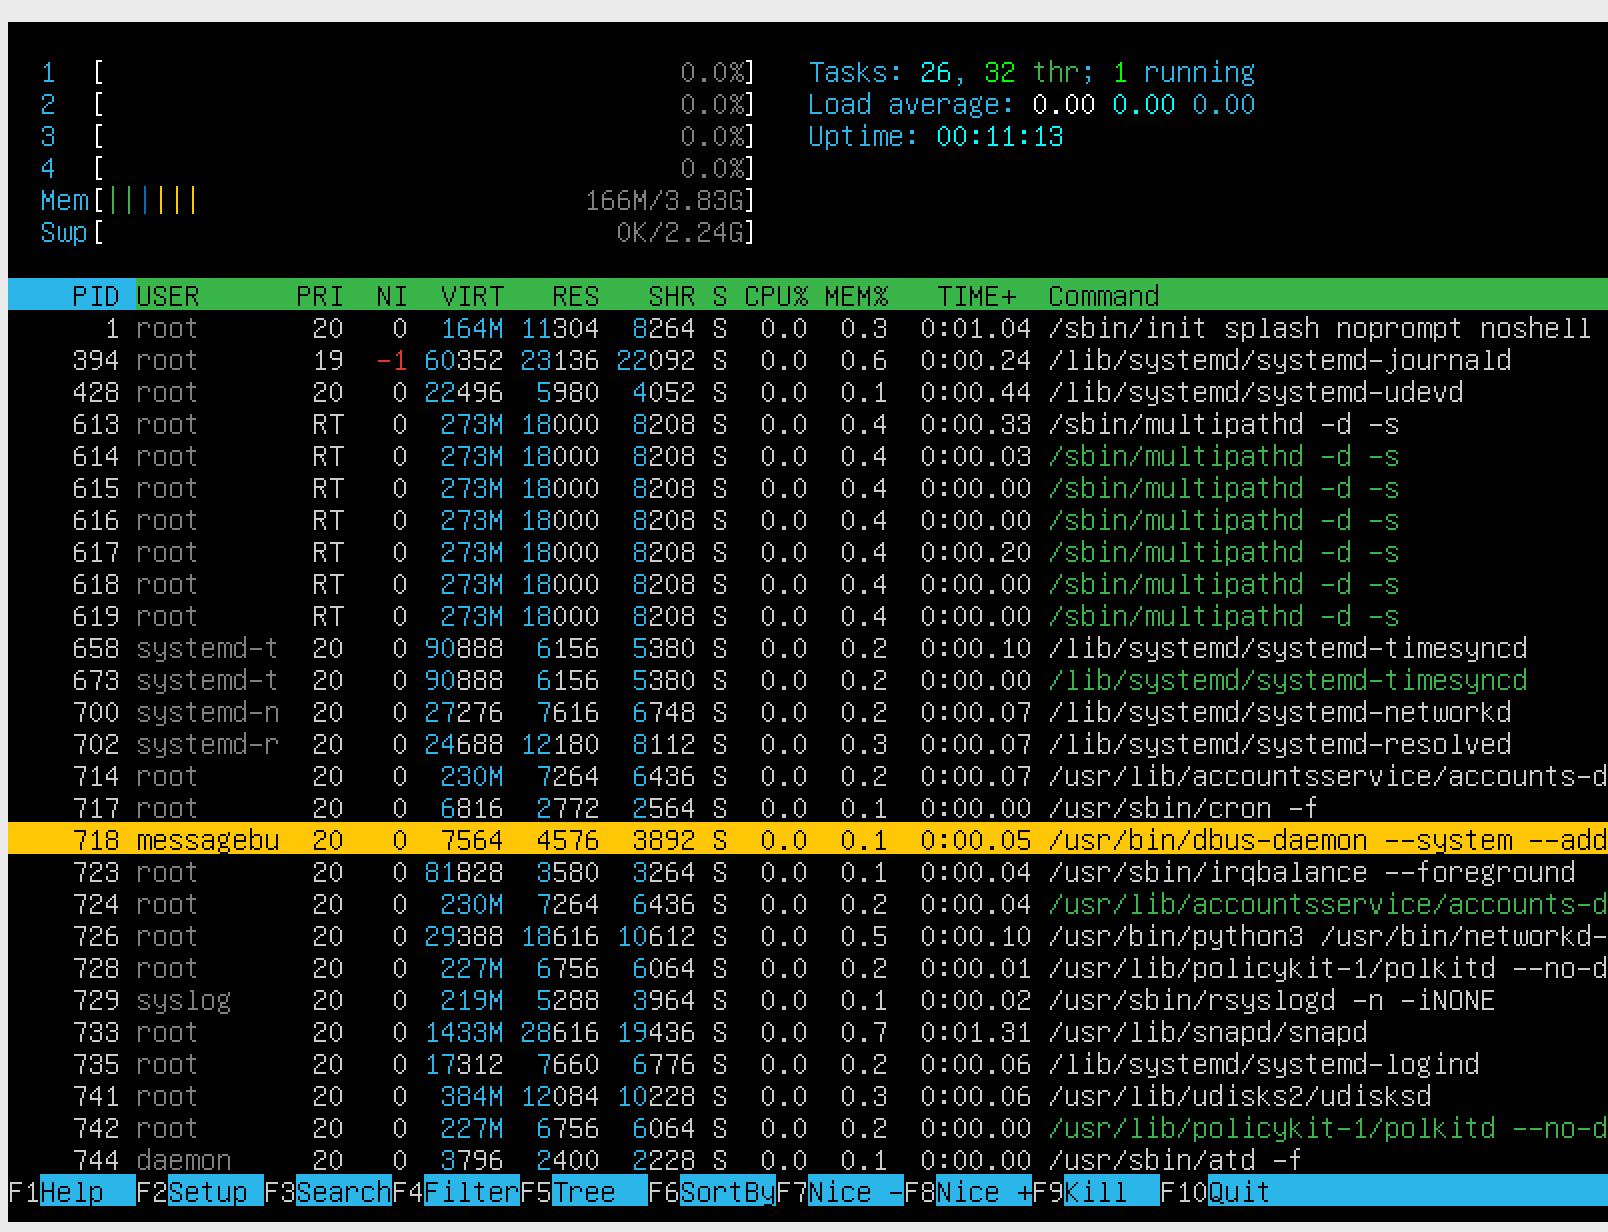 1 [ 0.0%] Tasks: 26, 32 thr; 1 running
2 [ 0.0%] Load average: 0.00 0.00 0.00
3 [ 0.0%] Uptime: 00:11:13
4 [ 0.0%]
Mem[|||||| 166M/3.83G]
Swp[ 0K/2.24G]
PID USER PRI NI VIRT RES SHR S CPU% MEM% TIME+ Command
1 root 20 0 164M 11304 8264 S 0.0 0.3 0:01.04 /sbin/init splash noprompt noshell
394 root 19 -1 60352 23136 22092 S 0.0 0.6 0:00.24 /lib/systemd/systemd-journald
428 root 20 0 22496 5980 4052 S 0.0 0.1 0:00.44 /lib/systemd/systemd-udevd
613 root RT 0 273M 18000 8208 S 0.0 0.4 0:00.33 /sbin/multipathd -d -s
614 root RT 0 273M 18000 8208 S 0.0 0.4 0:00.03 /sbin/multipathd -d -s
615 root RT 0 273M 18000 8208 S 0.0 0.4 0:00.00 /sbin/multipathd -d -s
616 root RT 0 273M 18000 8208 S 0.0 0.4 0:00.00 /sbin/multipathd -d -s
617 root RT 0 273M 18000 8208 S 0.0 0.4 0:00.20 /sbin/multipathd -d -s
618 root RT 0 273M 18000 8208 S 0.0 0.4 0:00.00 /sbin/multipathd -d -s
619 root RT 0 273M 18000 8208 S 0.0 0.4 0:00.00 /sbin/multipathd -d -s
658 systemd-t 20 0 90888 6156 5380 S 0.0 0.2 0:00.10 /lib/systemd/systemd-timesyncd
673 systemd-t 20 0 90888 6156 5380 S 0.0 0.2 0:00.00 /lib/systemd/systemd-timesyncd
700 systemd-n 20 0 27276 7616 6748 S 0.0 0.2 0:00.07 /lib/systemd/systemd-networkd
702 systemd-r 20 0 24688 12180 8112 S 0.0 0.3 0:00.07 /lib/systemd/systemd-resolved
714 root 20 0 230M 7264 6436 S 0.0 0.2 0:00.07 /usr/lib/accountsservice/accounts-d
717 root 20 0 6816 2772 2564 S 0.0 0.1 0:00.00 /usr/sbin/cron -f
718 messagebu 20 0 7564 4576 3892 S 0.0 0.1 0:00.05 /usr/bin/dbus-daemon --system --add
723 root 20 0 81828 3580 3264 S 0.0 0.1 0:00.04 /usr/sbin/irqbalance --foreground
724 root 20 0 230M 7264 6436 S 0.0 0.2 0:00.04 /usr/lib/accountsservice/accounts-d
726 root 20 0 29388 18616 10612 S 0.0 0.5 0:00.10 /usr/bin/python3 /usr/bin/networkd-
728 root 20 0 227M 6756 6064 S 0.0 0.2 0:00.01 /usr/lib/policykit-1/polkitd --no-d
729 syslog 20 0 219M 5288 3964 S 0.0 0.1 0:00.02 /usr/sbin/rsyslogd -n -iNONE
733 root 20 0 1433M 28616 19436 S 0.0 0.7 0:01.31 /usr/lib/snapd/snapd
735 root 20 0 17312 7660 6776 S 0.0 0.2 0:00.06 /lib/systemd/systemd-logind
741 root 20 0 384M 12084 10228 S 0.0 0.3 0:00.06 /usr/lib/udisks2/udisksd
742 root 20 0 227M 6756 6064 S 0.0 0.2 0:00.00 /usr/lib/policykit-1/polkitd --no-d
744 daemon 20 0 3796 2400 2228 S 0.0 0.1 0:00.00 /usr/sbin/atd -f
F1Help F2Setup F3SearchF4FilterF5Tree F6SortByF7Nice -F8Nice +F9Kill F10Quit